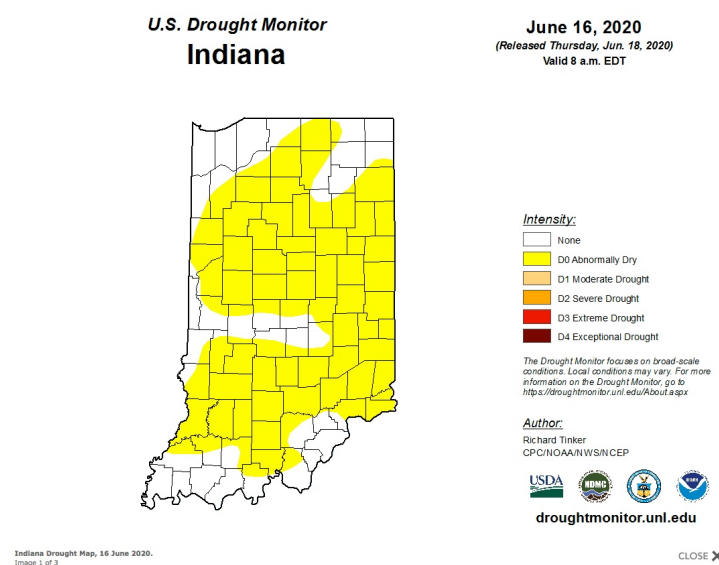 U.S. Drought Monitor
Indiana
June 16, 2020
(Released Thursday, Jun. 18, 2020)
Valid 8 a.m. EDT
Intensity:
None
D0 Abnormally Dry
D1 Moderate Drought
D2 Severe Drought
D3 Extreme Drought
D4 Exceptional Drought
The Drought Monitor focuses on broad-scale
conditions. Local conditions may vary. For more
information on the Drought Monitor, go to
https://droughtmonitor.unl.edu/About.aspx
Author:
Richard Tinker
CPC/NOAA/NWS/NCEP
USDA
NDMC
NOAA
droughtmonitor.unl.edu
Indiana Drought Map, 16 June 2020.
Image 1 of 3
CLOSE X